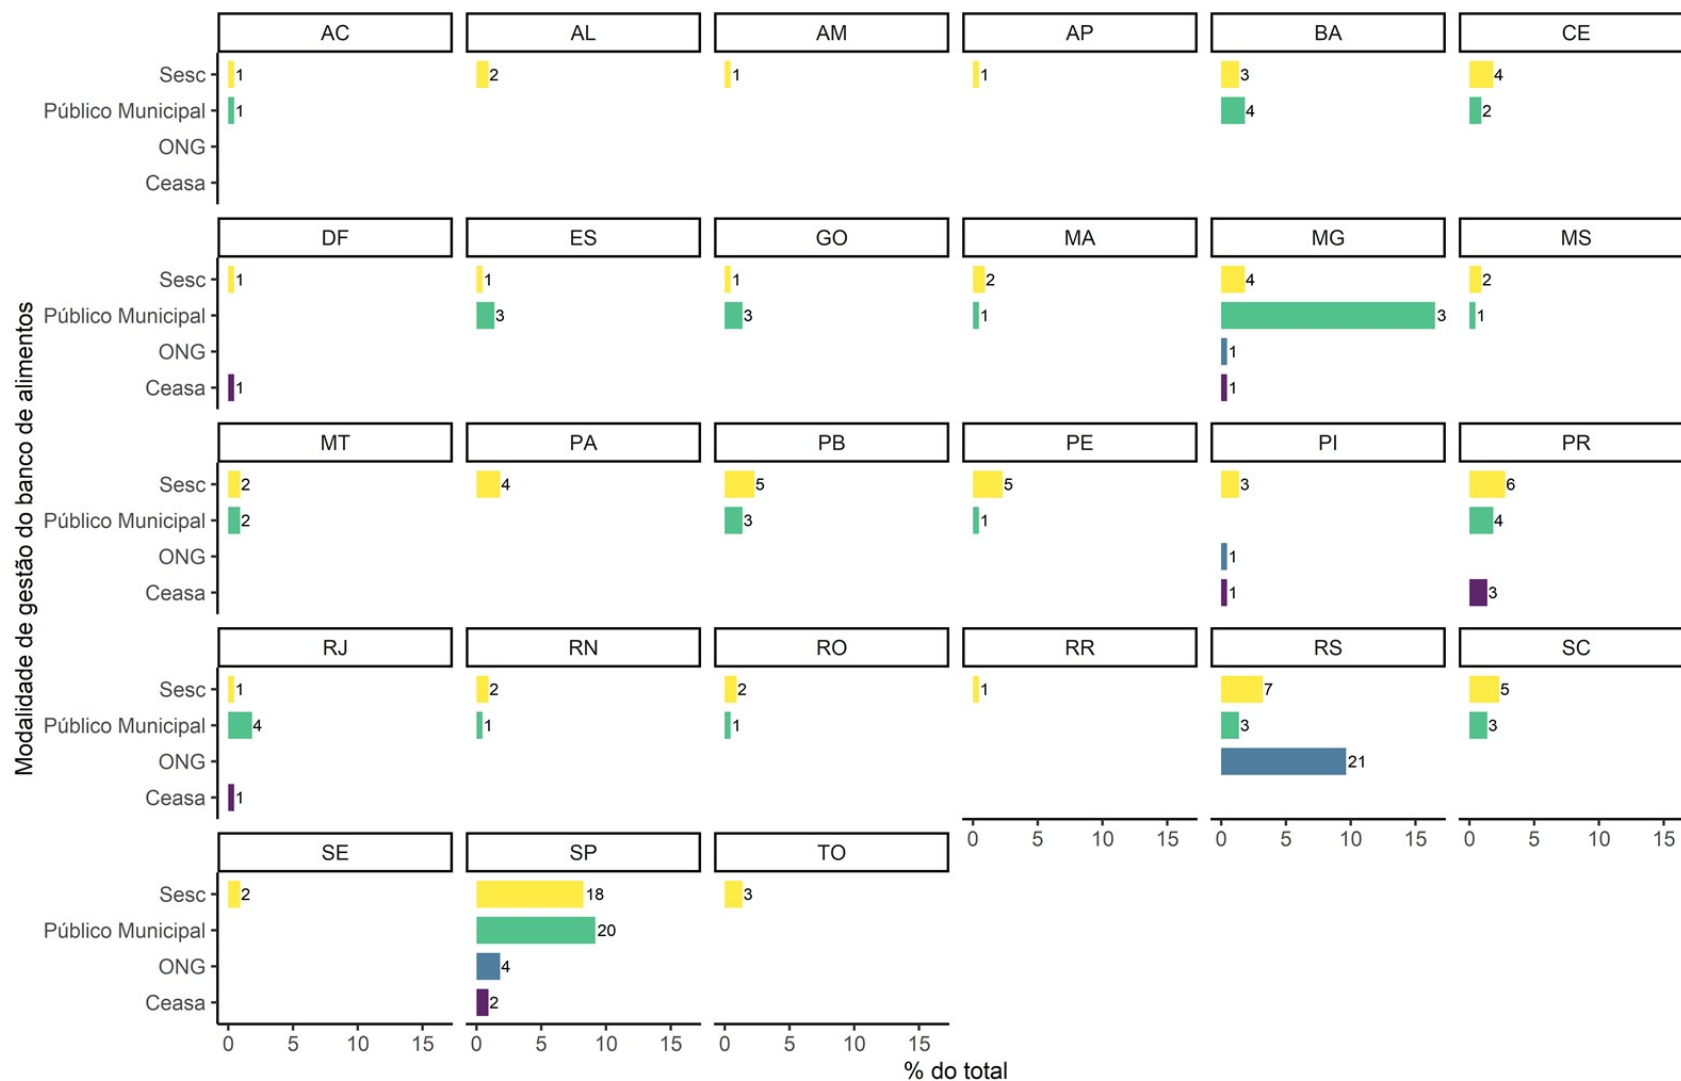 AC AL AM AP BA CE
Sesc 1 2 1 1 3 4
Público Municipal 1 4 2
ONG
Ceasa
DF ES GO MA MG MS
Sesc 1 1 1 2 4 2
Público Municipal 3 3 1 3 1
ONG 1
Ceasa 1 1
MT PA PB PE PI PR
Sesc 2 4 5 5 3 6
Público Municipal 2 3 1 4
ONG 1
Ceasa 1 3
RJ RN RO RR RS SC
Sesc 1 2 2 1 7 5
Público Municipal 4 1 1 3 3
ONG 21
Ceasa 1
0 5 10 15 0 5 10 15 0 5 10 15
SE SP TO
Sesc 2 18 3
Público Municipal 20
ONG 4
Ceasa 2
0 5 10 15 0 5 10 15 0 5 10 15
% do total
Modalidade de gestão do banco de alimentos